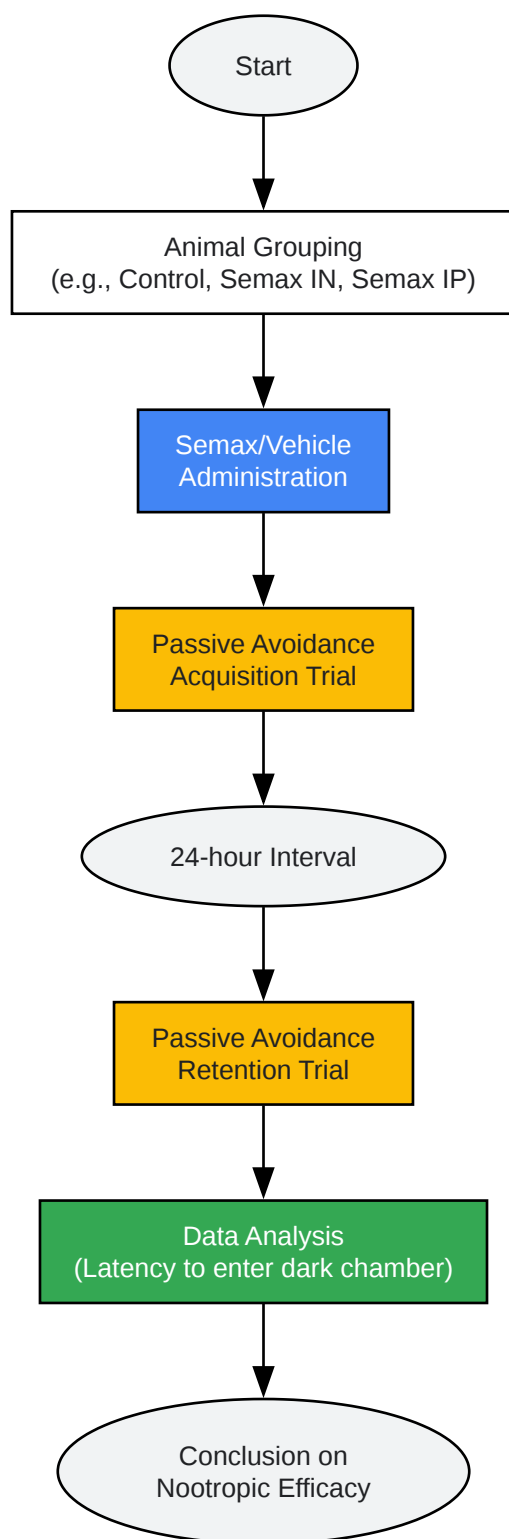 Start
Animal Grouping
(e.g., Control, Semax IN, Semax IP)
Semax/Vehicle
Administration
Passive Avoidance
Acquisition Trial
24-hour Interval
Passive Avoidance
Retention Trial
Data Analysis
(Latency to enter dark chamber)
Conclusion on
Nootropic Efficacy